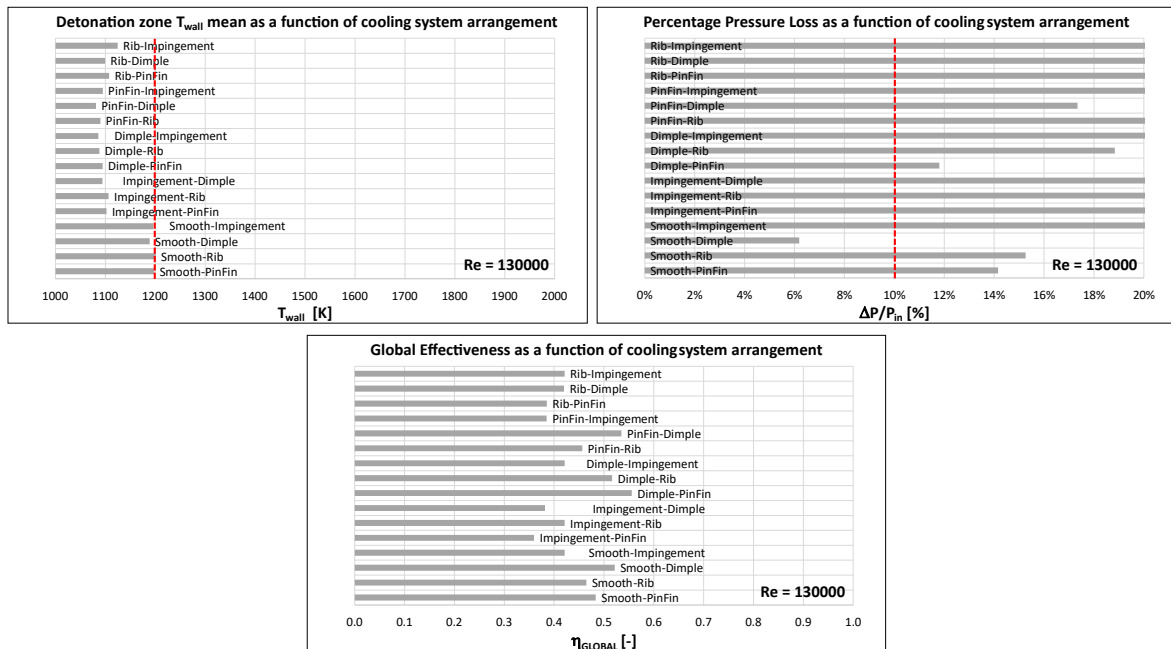 Detonation zone Twall mean as a function of cooling system arrangement
Rib-Impingement
Rib-Dimple
Rib-PinFin
PinFin-Impingement
PinFin-Dimple
PinFin-Rib
Dimple-Impingement
Dimple-Rib
Dimple-PinFin
Impingement-Dimple
Impingement-Rib
Impingement-PinFin
Smooth-Impingement
Smooth-Dimple
Smooth-Rib
Smooth-PinFin
Re = 130000
1000 1100 1200 1300 1400 1500 1600 1700 1800 1900 2000
Twall [K]
Percentage Pressure Loss as a function of cooling system arrangement
Rib-Impingement
Rib-Dimple
Rib-PinFin
PinFin-Impingement
PinFin-Dimple
PinFin-Rib
Dimple-Impingement
Dimple-Rib
Dimple-PinFin
Impingement-Dimple
Impingement-Rib
Impingement-PinFin
Smooth-Impingement
Smooth-Dimple
Smooth-Rib
Smooth-PinFin
Re = 130000
0% 2% 4% 6% 8% 10% 12% 14% 16% 18% 20%
ΔP/Pin [%]
Global Effectiveness as a function of cooling system arrangement
Rib-Impingement
Rib-Dimple
Rib-PinFin
PinFin-Impingement
PinFin-Dimple
PinFin-Rib
Dimple-Impingement
Dimple-Rib
Dimple-PinFin
Impingement-Dimple
Impingement-Rib
Impingement-PinFin
Smooth-Impingement
Smooth-Dimple
Smooth-Rib
Smooth-PinFin
Re = 130000
0.0 0.1 0.2 0.3 0.4 0.5 0.6 0.7 0.8 0.9 1.0
ηGLOBAL [-]